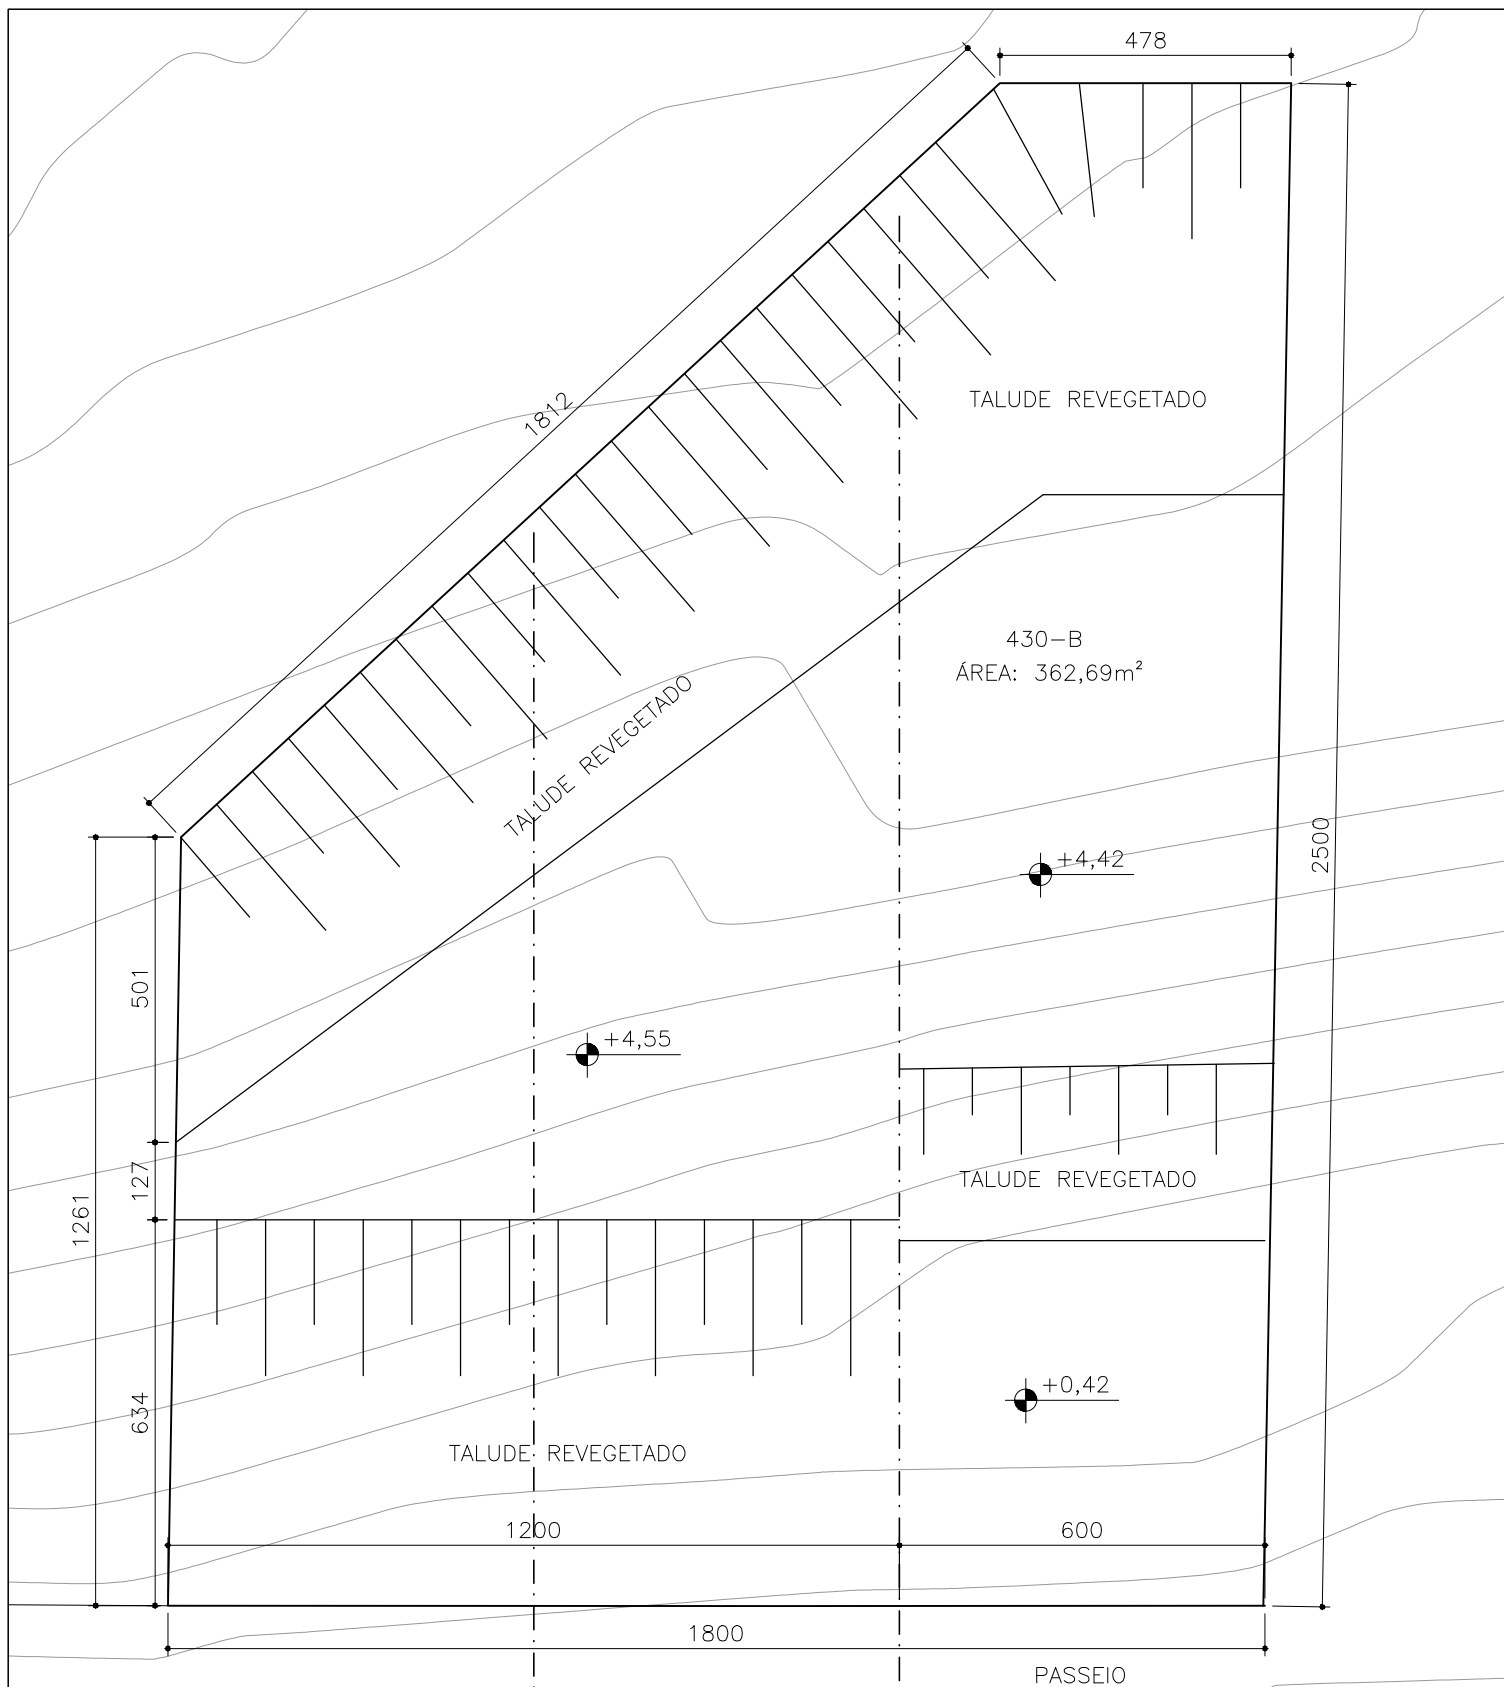 478
1812
TALUDE REVEGETADO
430-B
ÁREA: 362,69m²
TALUDE REVEGETADO
2500
+4,42
501
+4,55
127
1261
TALUDE REVEGETADO
634
+0,42
TALUDE REVEGETADO
1200
600
1800
PASSEIO